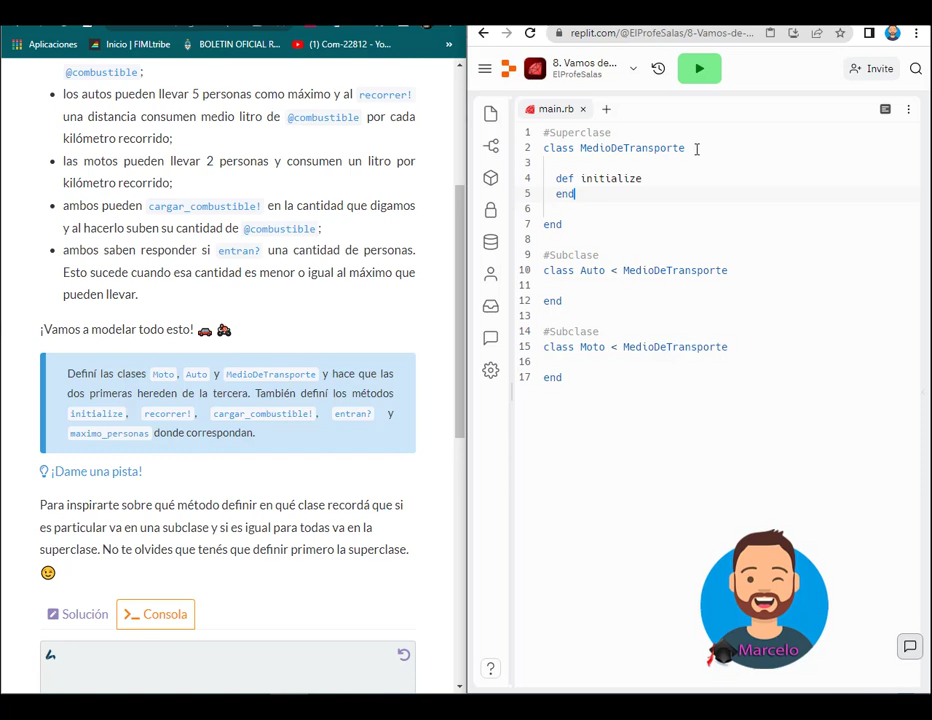 Aplicaciones
Inicio | FIMLtribe
BOLETIN OFICIAL R...
(1) Com-22812 - Yo...
»
@combustible ;
los autos pueden llevar 5 personas como máximo y al recorrer!
una distancia consumen medio litro de @combustible por cada
kilómetro recorrido;
las motos pueden llevar 2 personas y consumen un litro por
kilómetro recorrido;
ambos pueden cargar_combustible! en la cantidad que digamos
y al hacerlo suben su cantidad de @combustible ;
ambos saben responder si entran? una cantidad de personas.
Esto sucede cuando esa cantidad es menor o igual al máximo que
pueden llevar.
¡Vamos a modelar todo esto!
Definí las clases Moto, Auto y MedioDeTransporte y hace que las
dos primeras hereden de la tercera. También definí los métodos
initialize, recorrer!, cargar_combustible!, entran? y
maximo_personas donde correspondan.
¡Dame una pista!
Para inspirarte sobre qué método definir en qué clase recordá que si
es particular va en una subclase y si es igual para todas va en la
superclase. No te olvides que tenés que definir primero la superclase.
Solución
Consola
replit.com/@ElProfeSalas/8-Vamos-de-...
8. Vamos de...
ElProfeSalas
Invite
main.rb
1 #Superclase
2 class MedioDeTransporte
3
4 def initialize
5 end
6
7 end
8
9 #Subclase
10 class Auto < MedioDeTransporte
11
12 end
13
14 #Subclase
15 class Moto < MedioDeTransporte
16
17 end
Marcelo
?